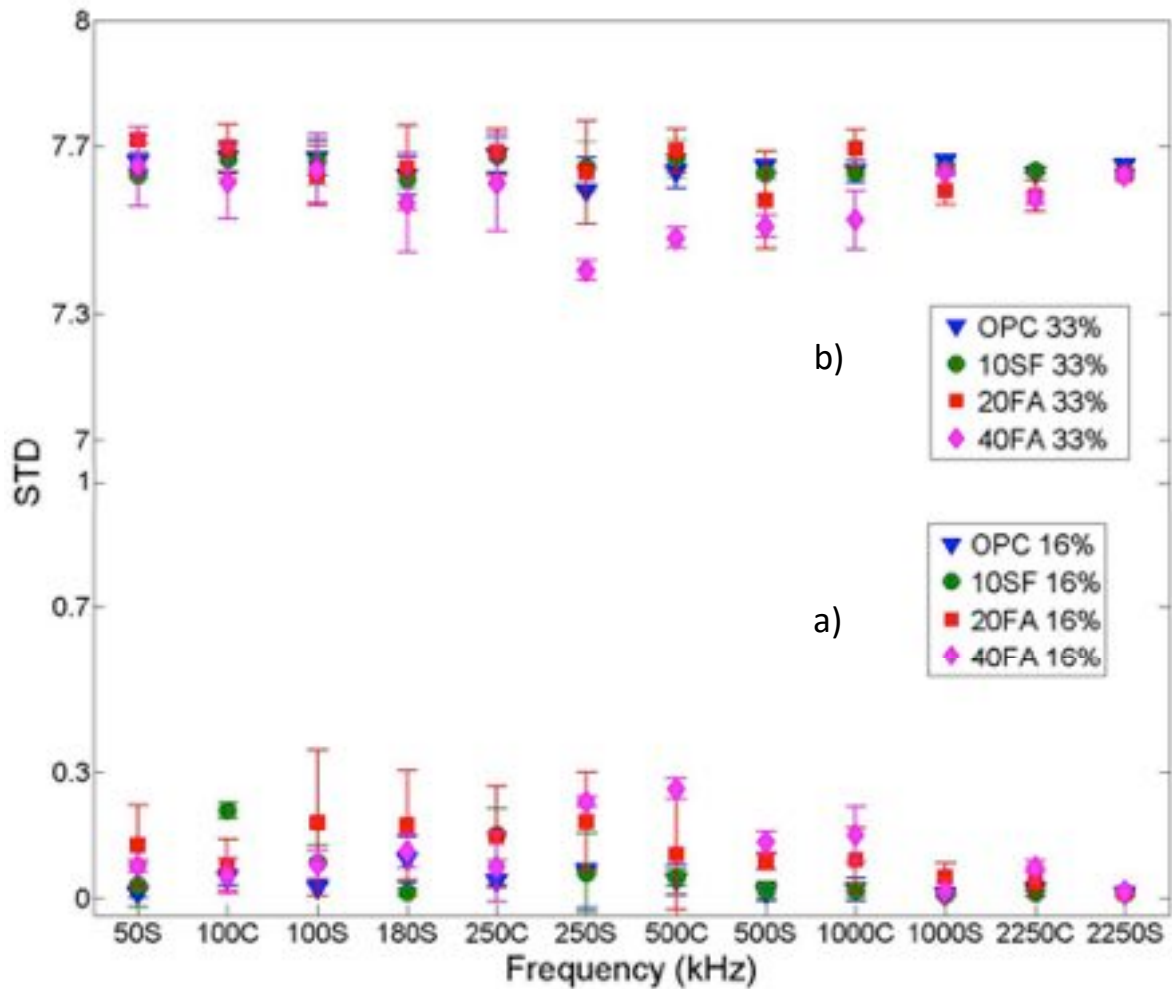 8
7.7
7.3
b)
OPC 33%
10SF 33%
20FA 33%
40FA 33%
7
STD
1
OPC 16%
10SF 16%
20FA 16%
40FA 16%
0.7
a)
0.3
0
50S 100C 100S 180S 250C 250S 500C 500S 1000C 1000S 2250C 2250S
Frequency (kHz)